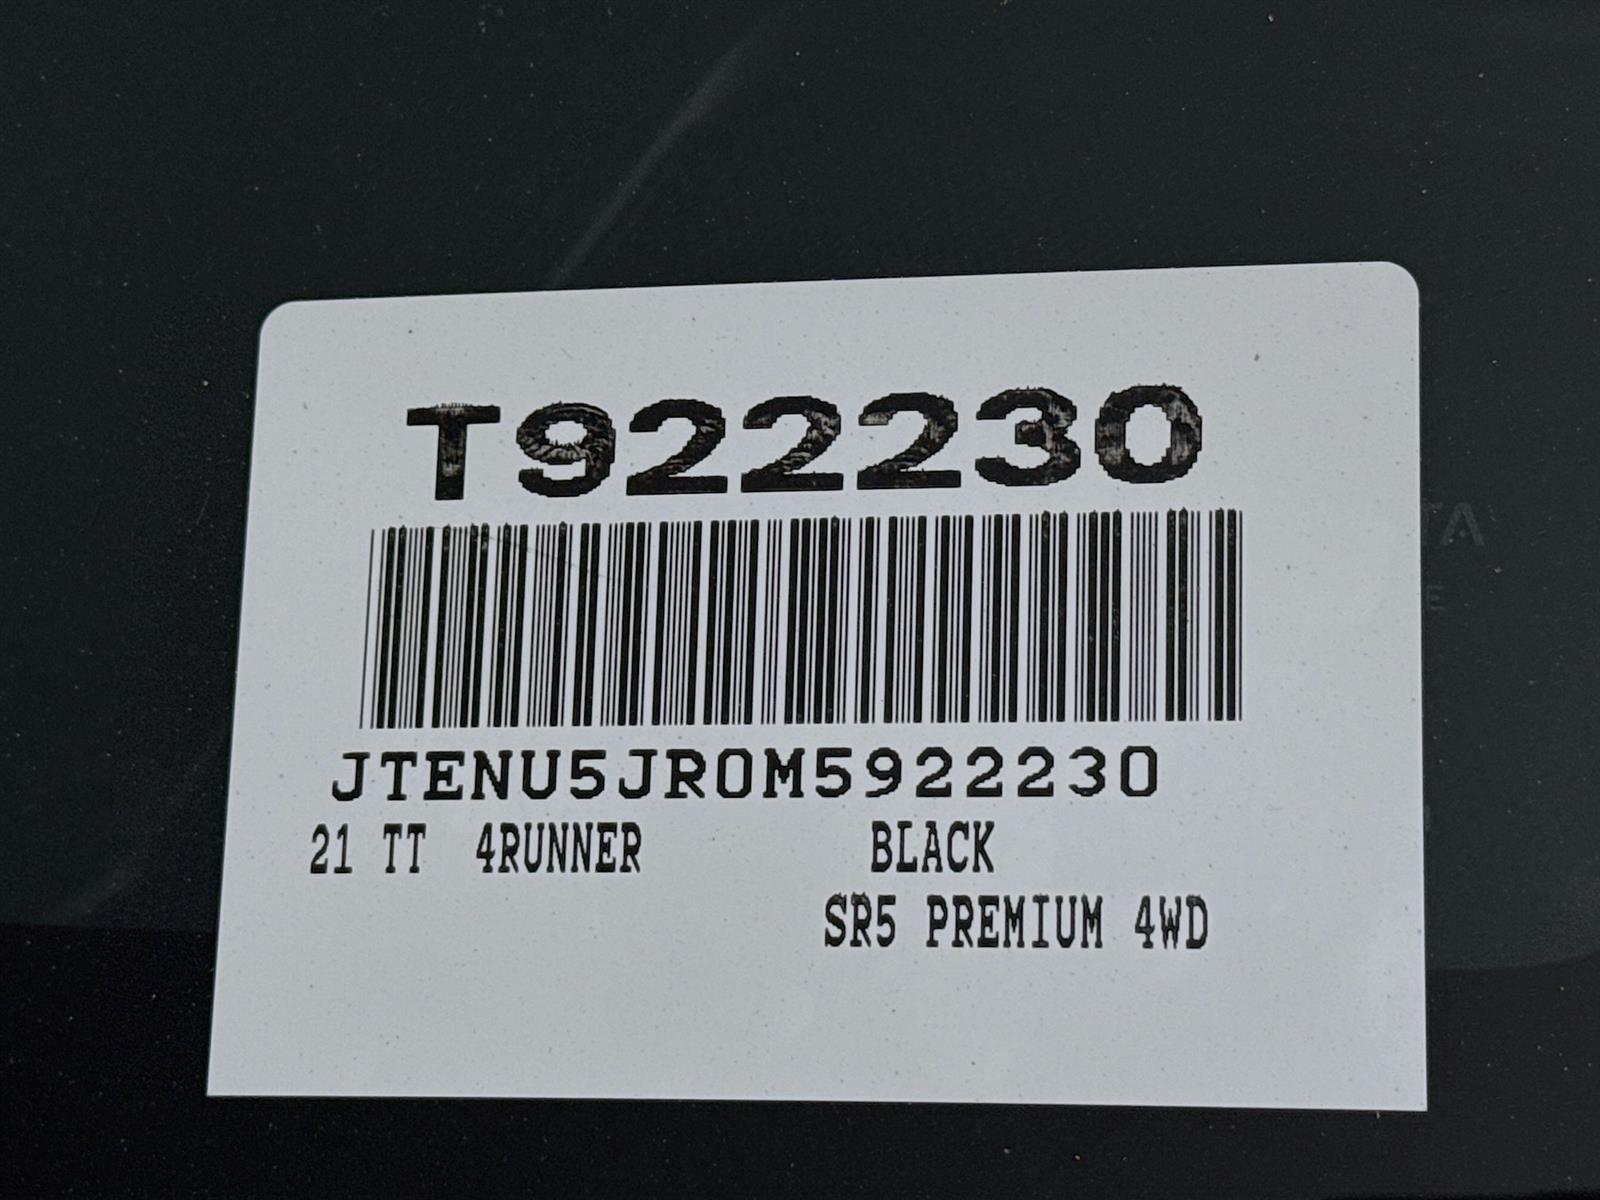 T922230
JTENU5JR0M5922230
21 TT 4RUNNER BLACK
SR5 PREMIUM 4WD